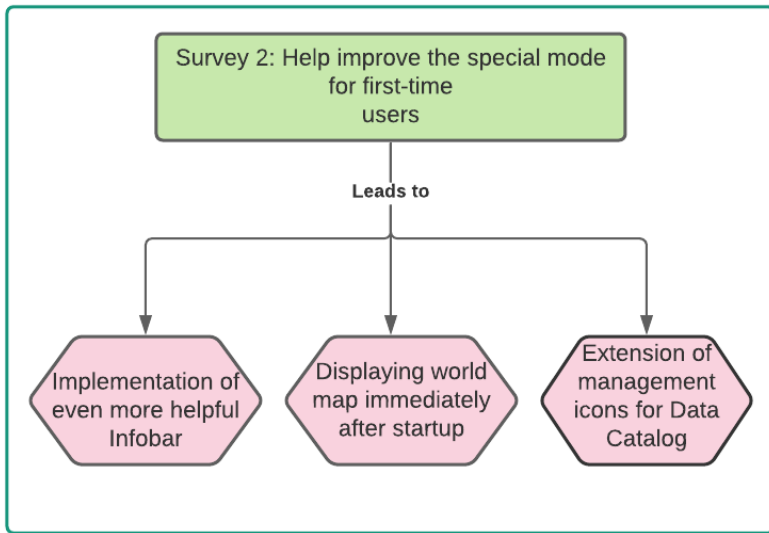 Survey 2: Help improve the special mode
for first-time
users
Leads to
Implementation of
even more helpful
Infobar
Displaying world
map immediately
after startup
Extension of
management
icons for Data
Catalog